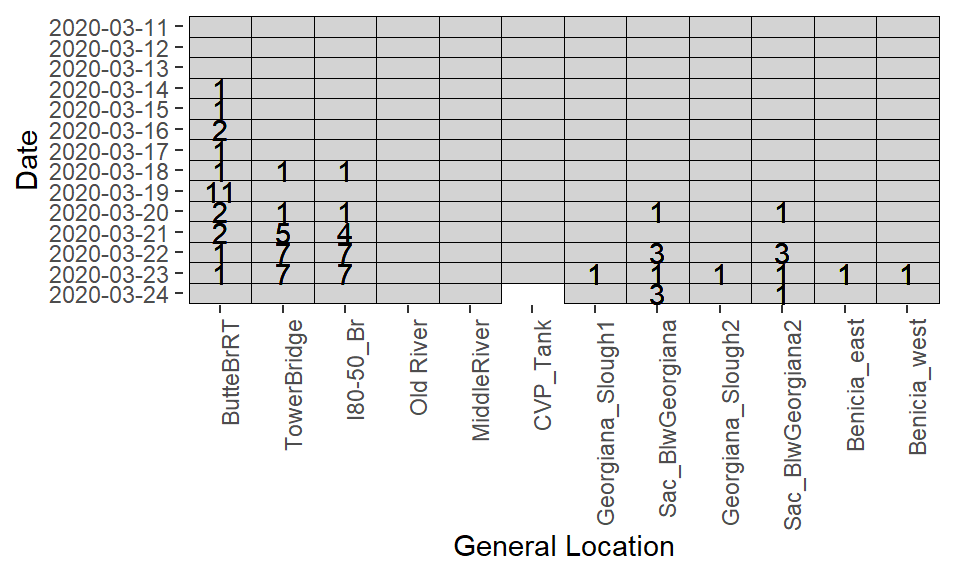 2020-03-11
2020-03-12
2020-03-13
2020-03-14 1
2020-03-15 1
2020-03-16 2
2020-03-17 1
2020-03-18 1 1 1
2020-03-19 11
2020-03-20 2 1 1 1 1
2020-03-21 2 5 4
2020-03-22 1 7 7 3 3
2020-03-23 1 7 7 1 1 1 1 1 1
2020-03-24 3 1
Date
ButteBrRT
TowerBridge
I80-50_Br
Old River
MiddleRiver
CVP_Tank
Georgiana_Slough1
Sac_BlwGeorgiana
Georgiana_Slough2
Sac_BlwGeorgiana2
Benicia_east
Benicia_west
General Location